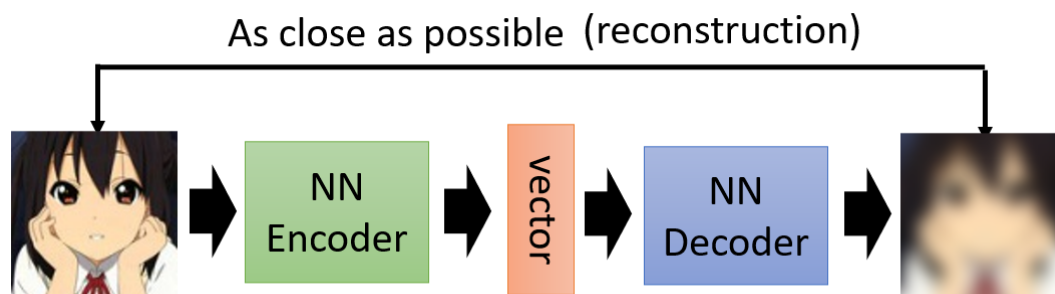 As close as possible (reconstruction)
NN
Encoder
vector
NN
Decoder